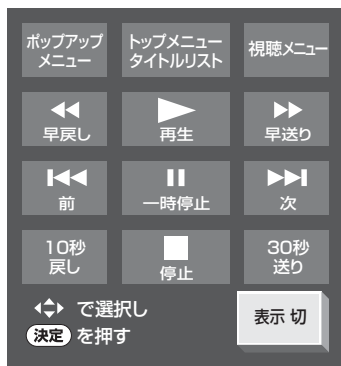 ポップアップ
メニュー
トップメニュー
タイトルリスト
視聴メニュー
早戻し
再生
早送り
前
一時停止
次
10秒
戻し
停止
30秒
送り
で選択し
決定 を押す
表示 切